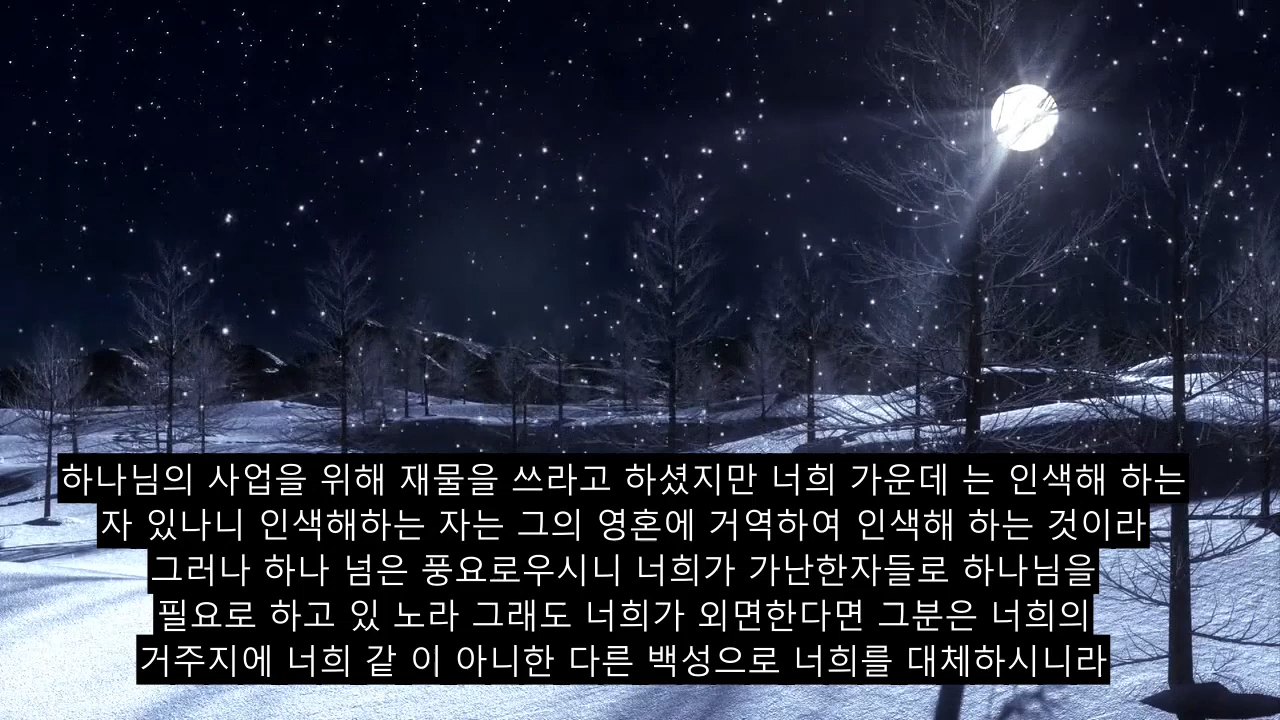 하나님의 사업을 위해 재물을 쓰라고 하셨지만 너희 가운데 는 인색해 하는
자 있나니 인색해하는 자는 그의 영혼에 거역하여 인색해 하는 것이라
그러나 하나 넘은 풍요로우시니 너희가 가난한자들로 하나님을
필요로 하고 있 노라 그래도 너희가 외면한다면 그분은 너희의
거주지에 너희 같 이 아니한 다른 백성으로 너희를 대체하시니라